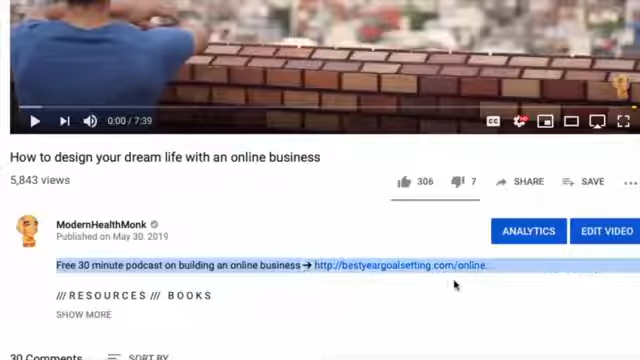 0:00 / 7:39
CC
How to design your dream life with an online business
5,843 views
306
7
SHARE
SAVE
ModernHealthMonk
Published on May 30, 2019
ANALYTICS
EDIT VIDEO
Free 30 minute podcast on building an online business → http://bestyeargoalsetting.com/online...
/// R E S O U R C E S /// B O O K S
SHOW MORE
30 Comments
SORT BY